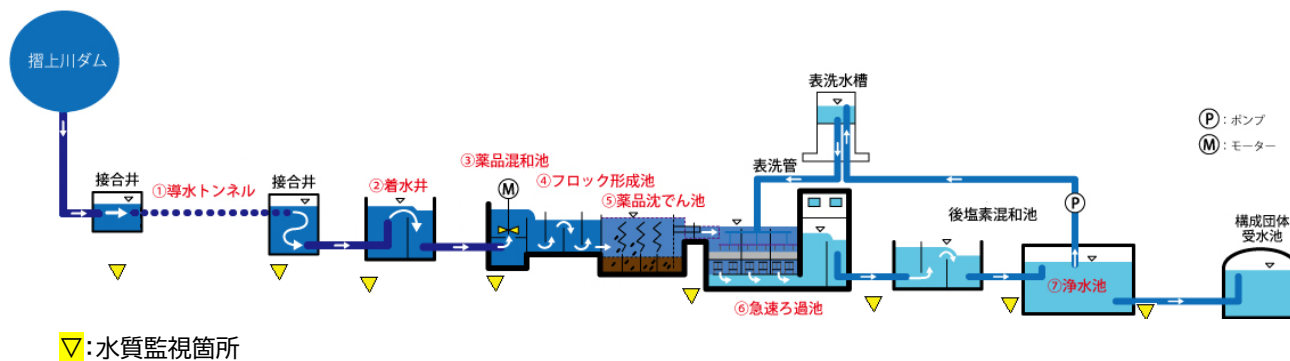 摺上川ダム
接合井
①導水トンネル
接合井
②着水井
③薬品混和池
M
④フロック形成池
⑤薬品沈でん池
表洗水槽
表洗管
⑥急速ろ過池
後塩素混和池
P
⑦浄水池
構成団体
受水池
P:ポンプ
M:モーター
▽:水質監視箇所